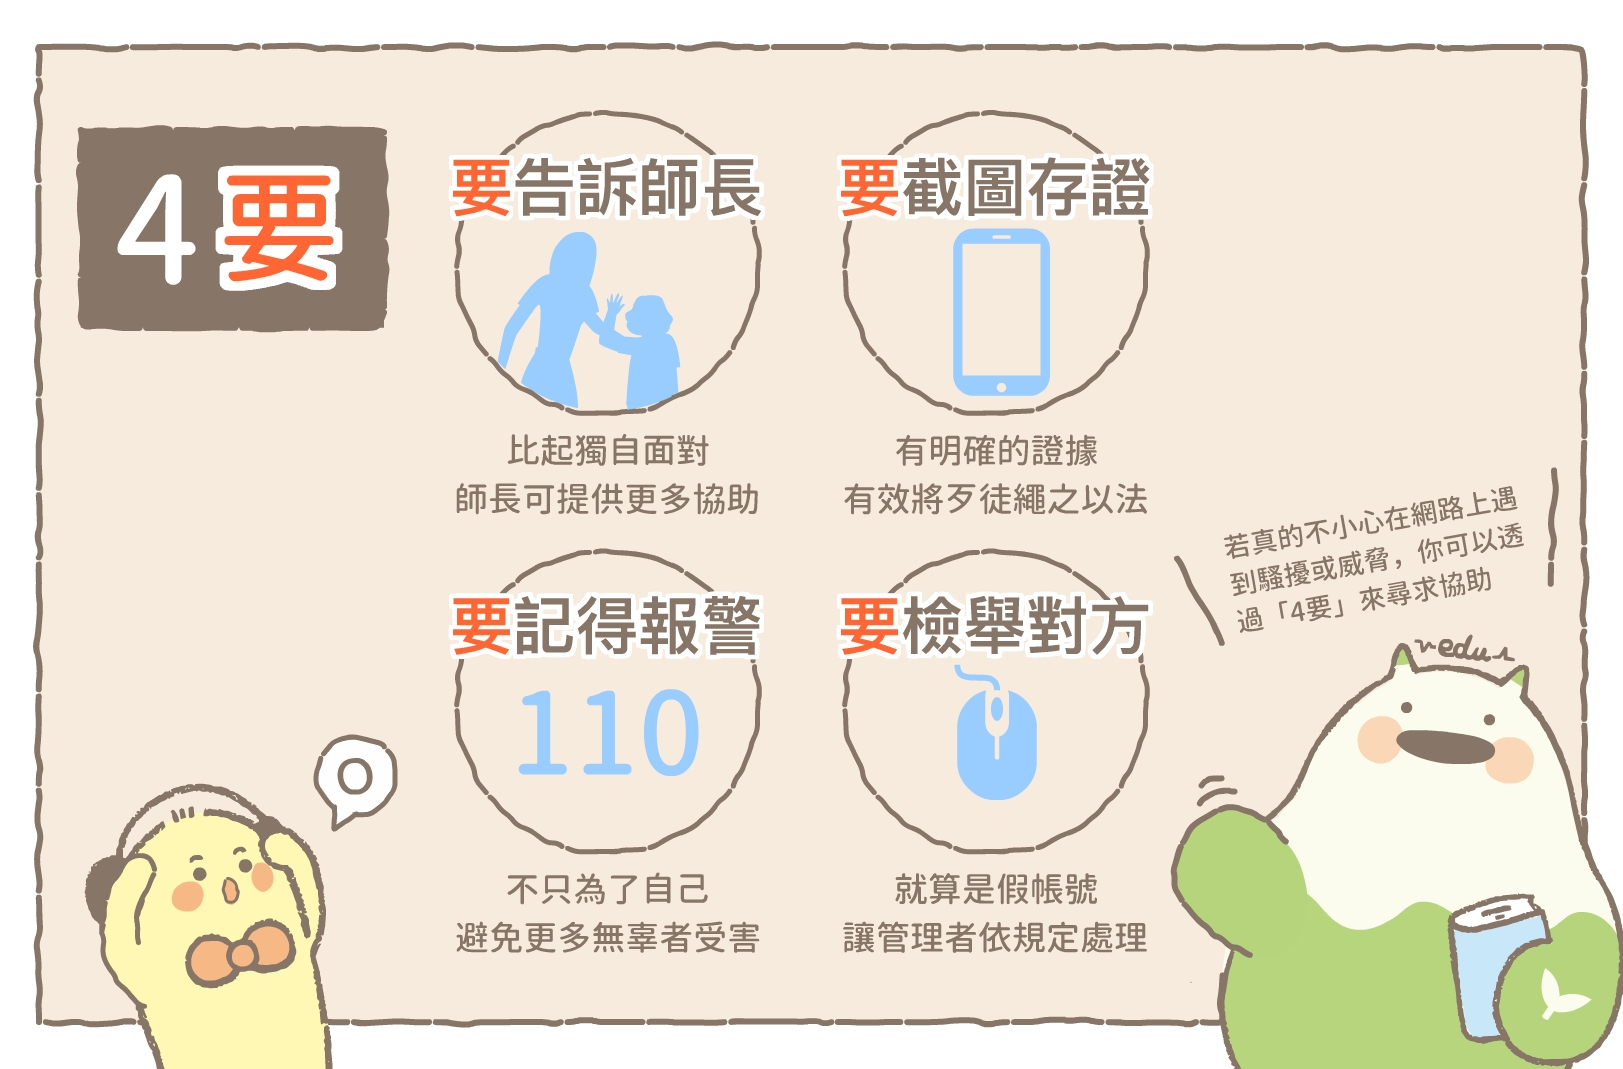 4要
要告訴師長
比起獨自面對
師長可提供更多協助
要截圖存證
有明確的證據
有效將歹徒繩之以法
要記得報警
110
不只為了自己
避免更多無辜者受害
要檢舉對方
就算是假帳號
讓管理者依規定處理
若真的不小心在網路上遇
到騷擾或威脅，你可以透
過「4要」來尋求協助
O